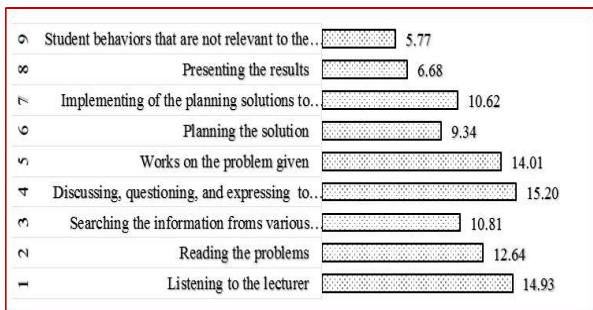 9 Student behaviors that are not relevant to the.. 5.77
8 Presenting the results 6.68
7 Implementing of the planning solutions to.. 10.62
6 Planning the solution 9.34
5 Works on the problem given 14.01
4 Discussing, questioning, and expressing to.. 15.20
3 Searching the information froms various.. 10.81
2 Reading the problems 12.64
1 Listening to the lecturer 14.93